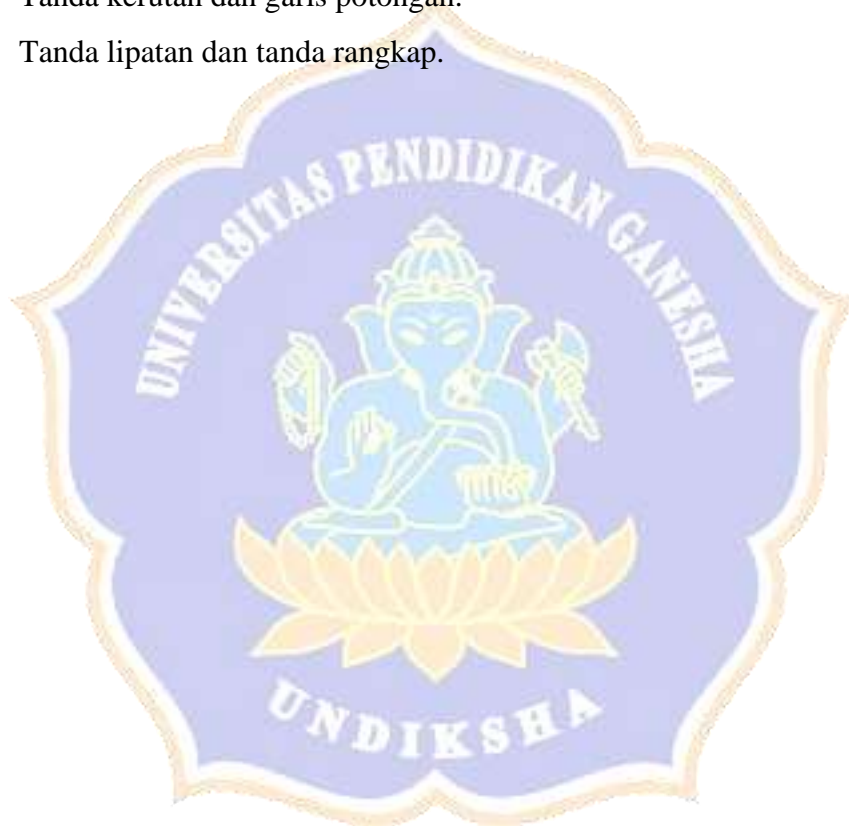 Tanda kerutan dan garis potongan.
Tanda lipatan dan tanda rangkap.
UNIVERSITAS PENDIDIKAN GANESHA
UNDIKSHA